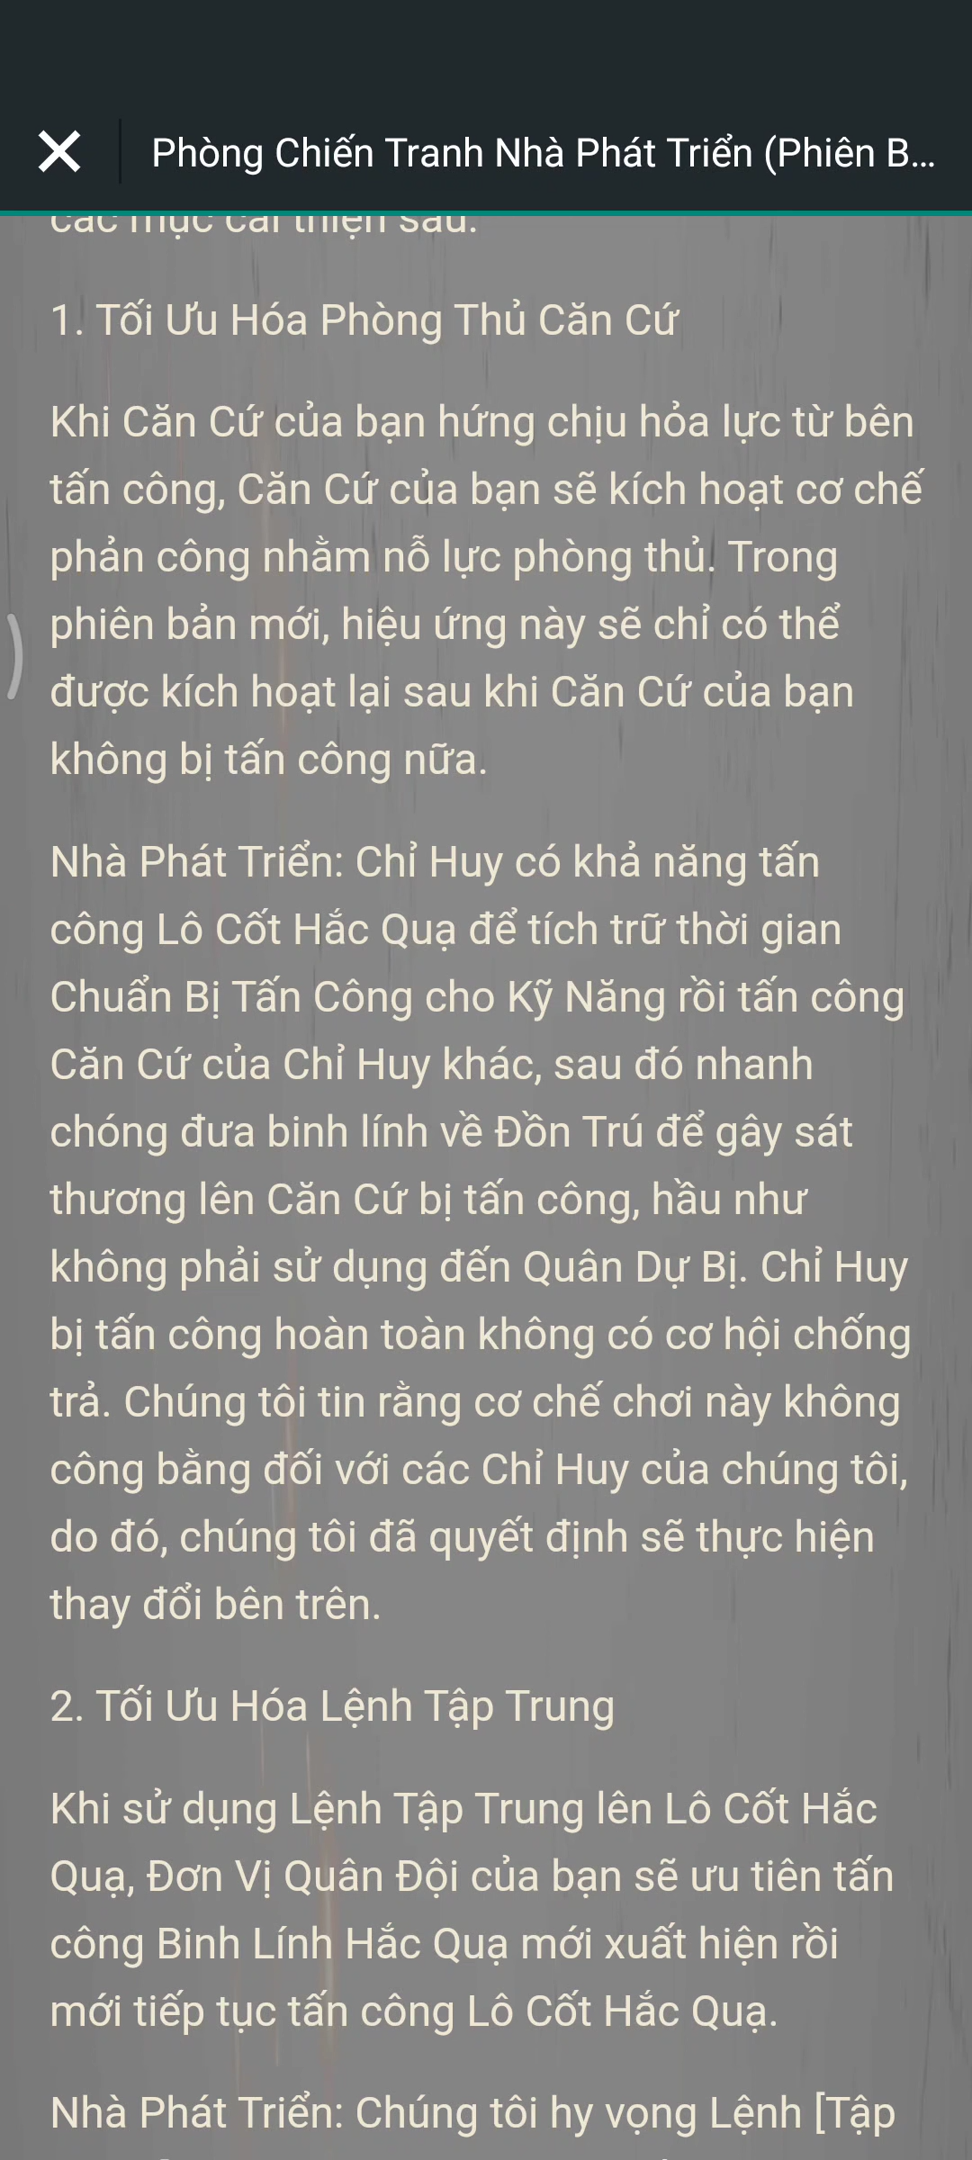 Phòng Chiến Tranh Nhà Phát Triển (Phiên B...
các mục cải thiện sau.
1. Tối Ưu Hóa Phòng Thủ Căn Cứ
Khi Căn Cứ của bạn hứng chịu hỏa lực từ bên
tấn công, Căn Cứ của bạn sẽ kích hoạt cơ chế
phản công nhằm nỗ lực phòng thủ. Trong
phiên bản mới, hiệu ứng này sẽ chỉ có thể
được kích hoạt lại sau khi Căn Cứ của bạn
không bị tấn công nữa.
Nhà Phát Triển: Chỉ Huy có khả năng tấn
công Lô Cốt Hắc Quạ để tích trữ thời gian
Chuẩn Bị Tấn Công cho Kỹ Năng rồi tấn công
Căn Cứ của Chỉ Huy khác, sau đó nhanh
chóng đưa binh lính về Đồn Trú để gây sát
thương lên Căn Cứ bị tấn công, hầu như
không phải sử dụng đến Quân Dự Bị. Chỉ Huy
bị tấn công hoàn toàn không có cơ hội chống
trả. Chúng tôi tin rằng cơ chế chơi này không
công bằng đối với các Chỉ Huy của chúng tôi,
do đó, chúng tôi đã quyết định sẽ thực hiện
thay đổi bên trên.
2. Tối Ưu Hóa Lệnh Tập Trung
Khi sử dụng Lệnh Tập Trung lên Lô Cốt Hắc
Quạ, Đơn Vị Quân Đội của bạn sẽ ưu tiên tấn
công Binh Lính Hắc Quạ mới xuất hiện rồi
mới tiếp tục tấn công Lô Cốt Hắc Quạ.
Nhà Phát Triển: Chúng tôi hy vọng Lệnh [Tập